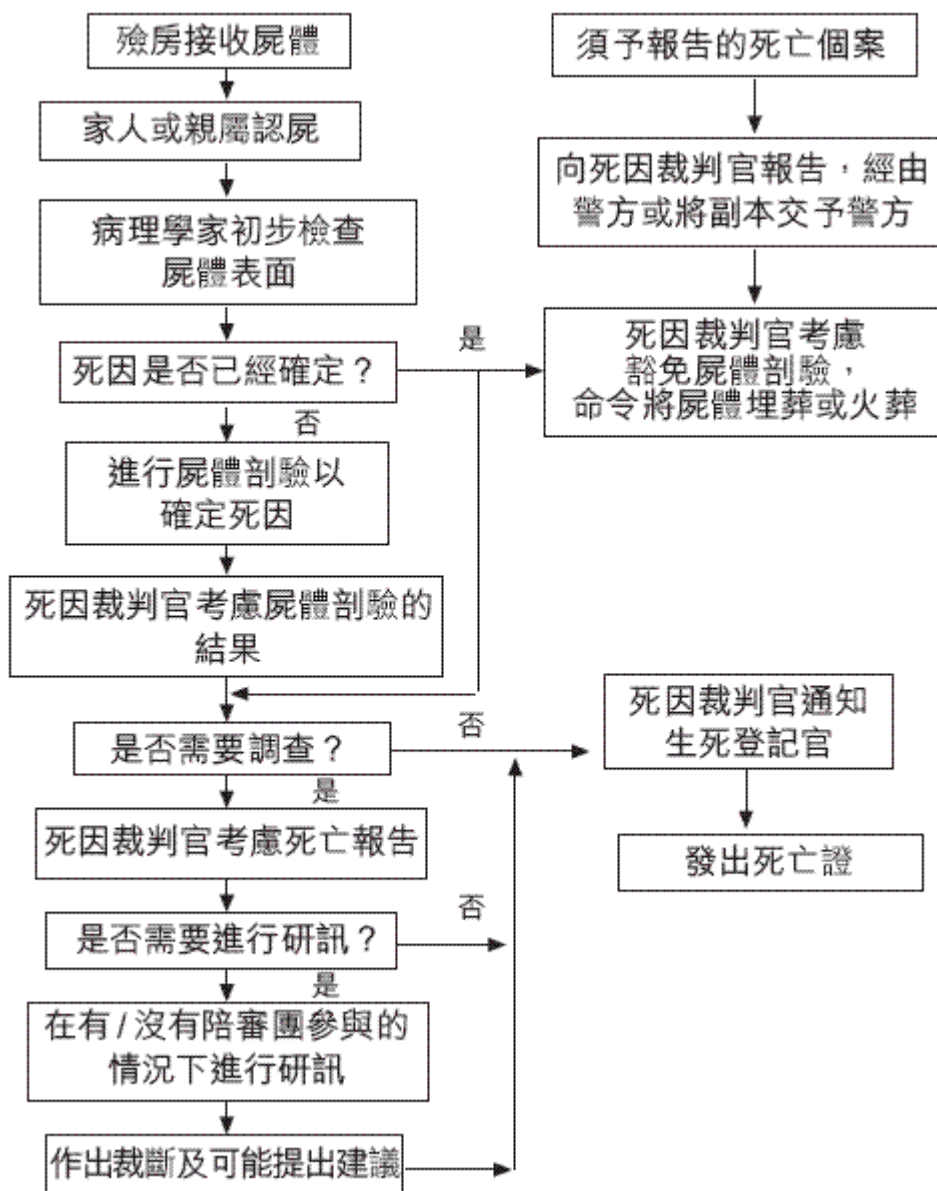 殮房接收屍體
家人或親屬認屍
病理學家初步檢查
屍體表面
死因是否已經確定？
是
否
進行屍體剖驗以
確定死因
死因裁判官考慮屍體剖驗的
結果
是否需要調查？
否
是
死因裁判官考慮死亡報告
是否需要進行研訊？
否
是
在有 / 沒有陪審團參與的
情況下進行研訊
作出裁斷及可能提出建議
須予報告的死亡個案
向死因裁判官報告，經由
警方或將副本交予警方
死因裁判官考慮
豁免屍體剖驗，
命令將屍體埋葬或火葬
死因裁判官通知
生死登記官
發出死亡證